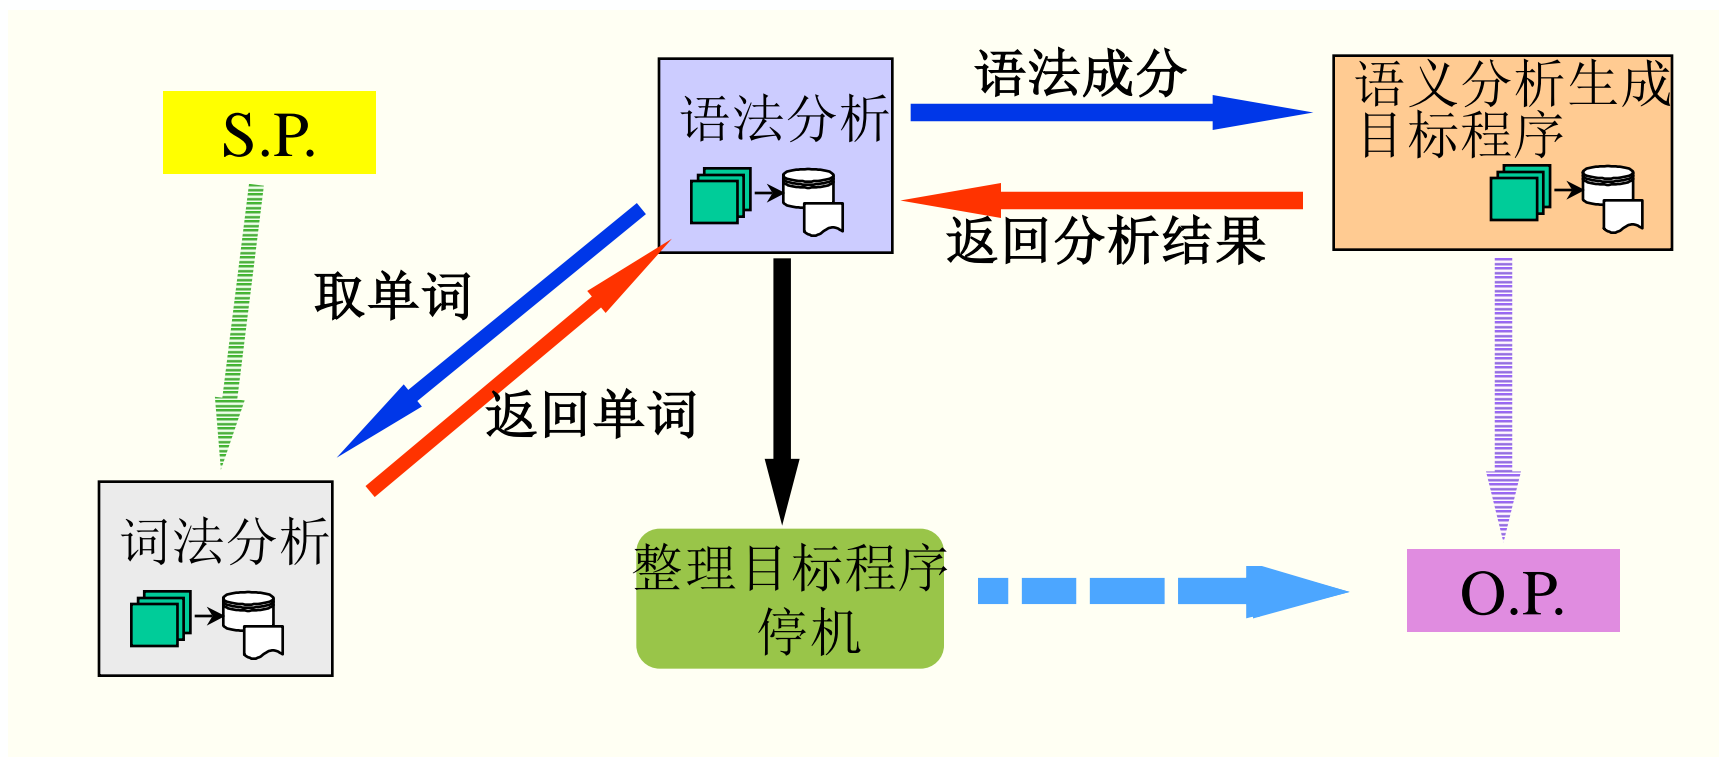 S.P.
语法分析
语法成分
语义分析生成
目标程序
返回分析结果
取单词
返回单词
词法分析
整理目标程序
停机
O.P.